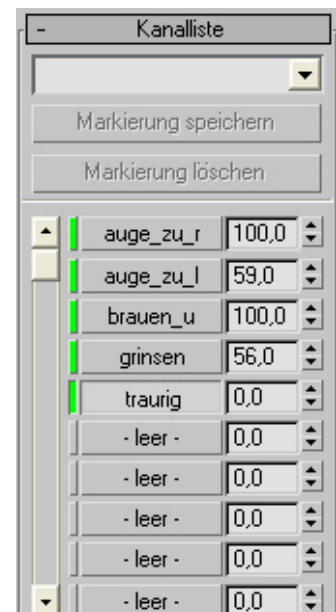 - Kanalliste
Markierung speichern
Markierung löschen
auge_zu_r 100,0
auge_zu_l 59,0
brauen_u 100,0
grinsen 56,0
traurig 0,0
- leer - 0,0
- leer - 0,0
- leer - 0,0
- leer - 0,0
- leer - 0,0